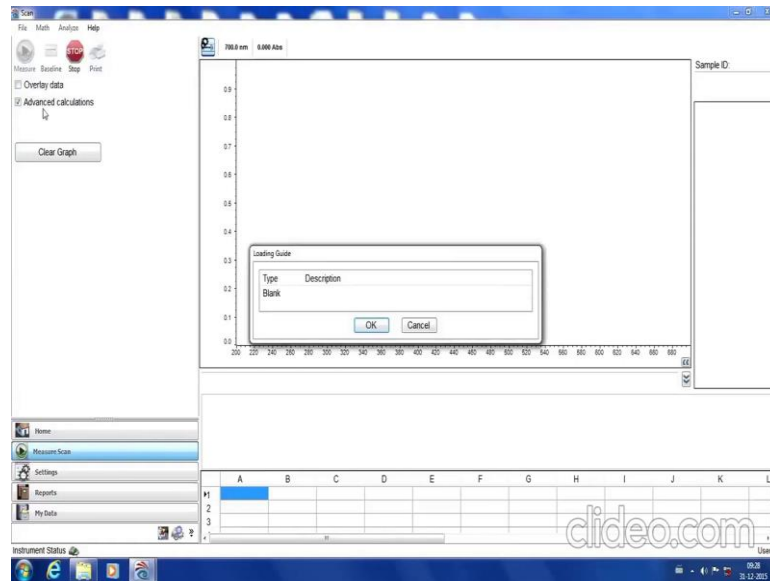 Scan
File Math Analyze Help
Measure Baseline Stop Print
STOP
700.0 nm 0.000 Abs
Sample ID:
Overlay data
Advanced calculations
Clear Graph
0.9
0.8
0.7
0.6
0.5
0.4
0.3
0.2
0.1
0.0
200 220 240 260 280 300 320 340 360 380 400 420 440 460 480 500 520 540 560 580 600 620 640 660 680
Loading Guide
Type Description
Blank
OK Cancel
Home
Measure Scan
Settings
Reports
My Data
A B C D E F G H I J K L
1
2
3
clideo.com
Instrument Status
User
09:28
31-12-2015